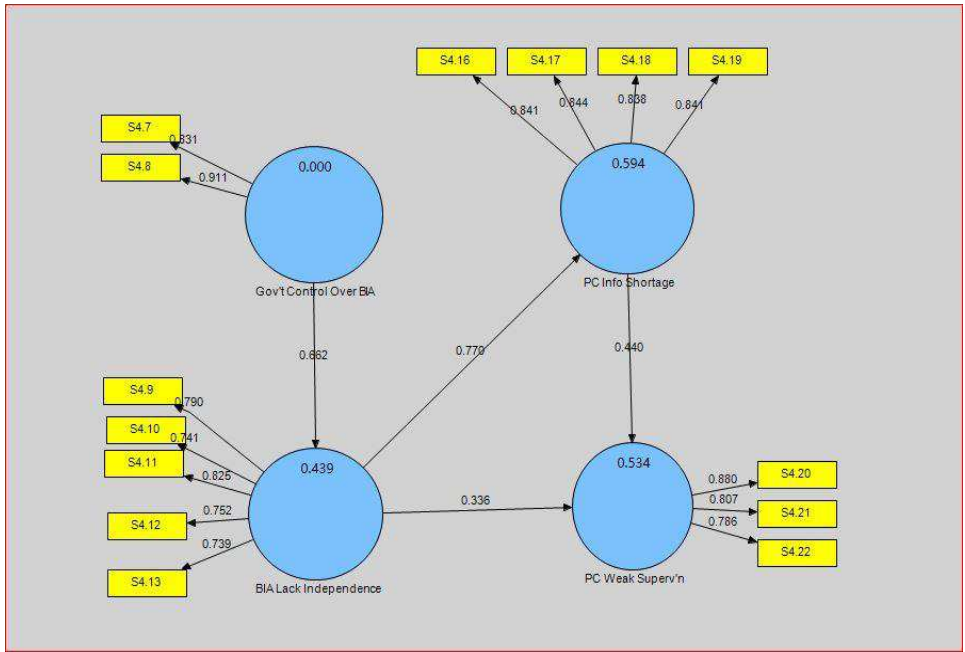 S4.16
S4.17
S4.18
S4.19
0.841
0.844
0.838
0.841
S4.7
0.831
S4.8
0.911
0.000
Gov't Control Over BIA
0.594
PC Info Shortage
0.662
0.770
0.440
S4.9
0.790
S4.10
0.741
S4.11
0.825
S4.12
0.752
S4.13
0.739
0.439
BIA Lack Independence
0.336
0.534
PC Weak Superv'n
0.880
S4.20
0.807
S4.21
0.786
S4.22